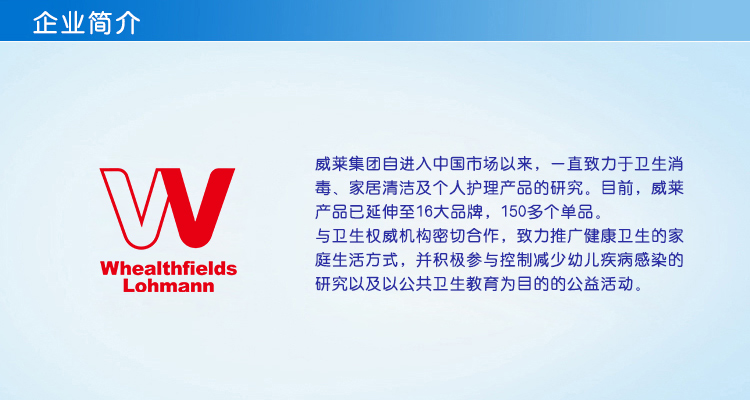 企业简介
威莱集团自进入中国市场以来，一直致力于卫生消
毒、家居清洁及个人护理产品的研究。目前，威莱
产品已延伸至16大品牌，150多个单品。
与卫生权威机构密切合作，致力推广健康卫生的家
庭生活方式，并积极参与控制减少幼儿疾病感染的
研究以及以公共卫生教育为目的的公益活动。
W
Whealthfields
Lohmann